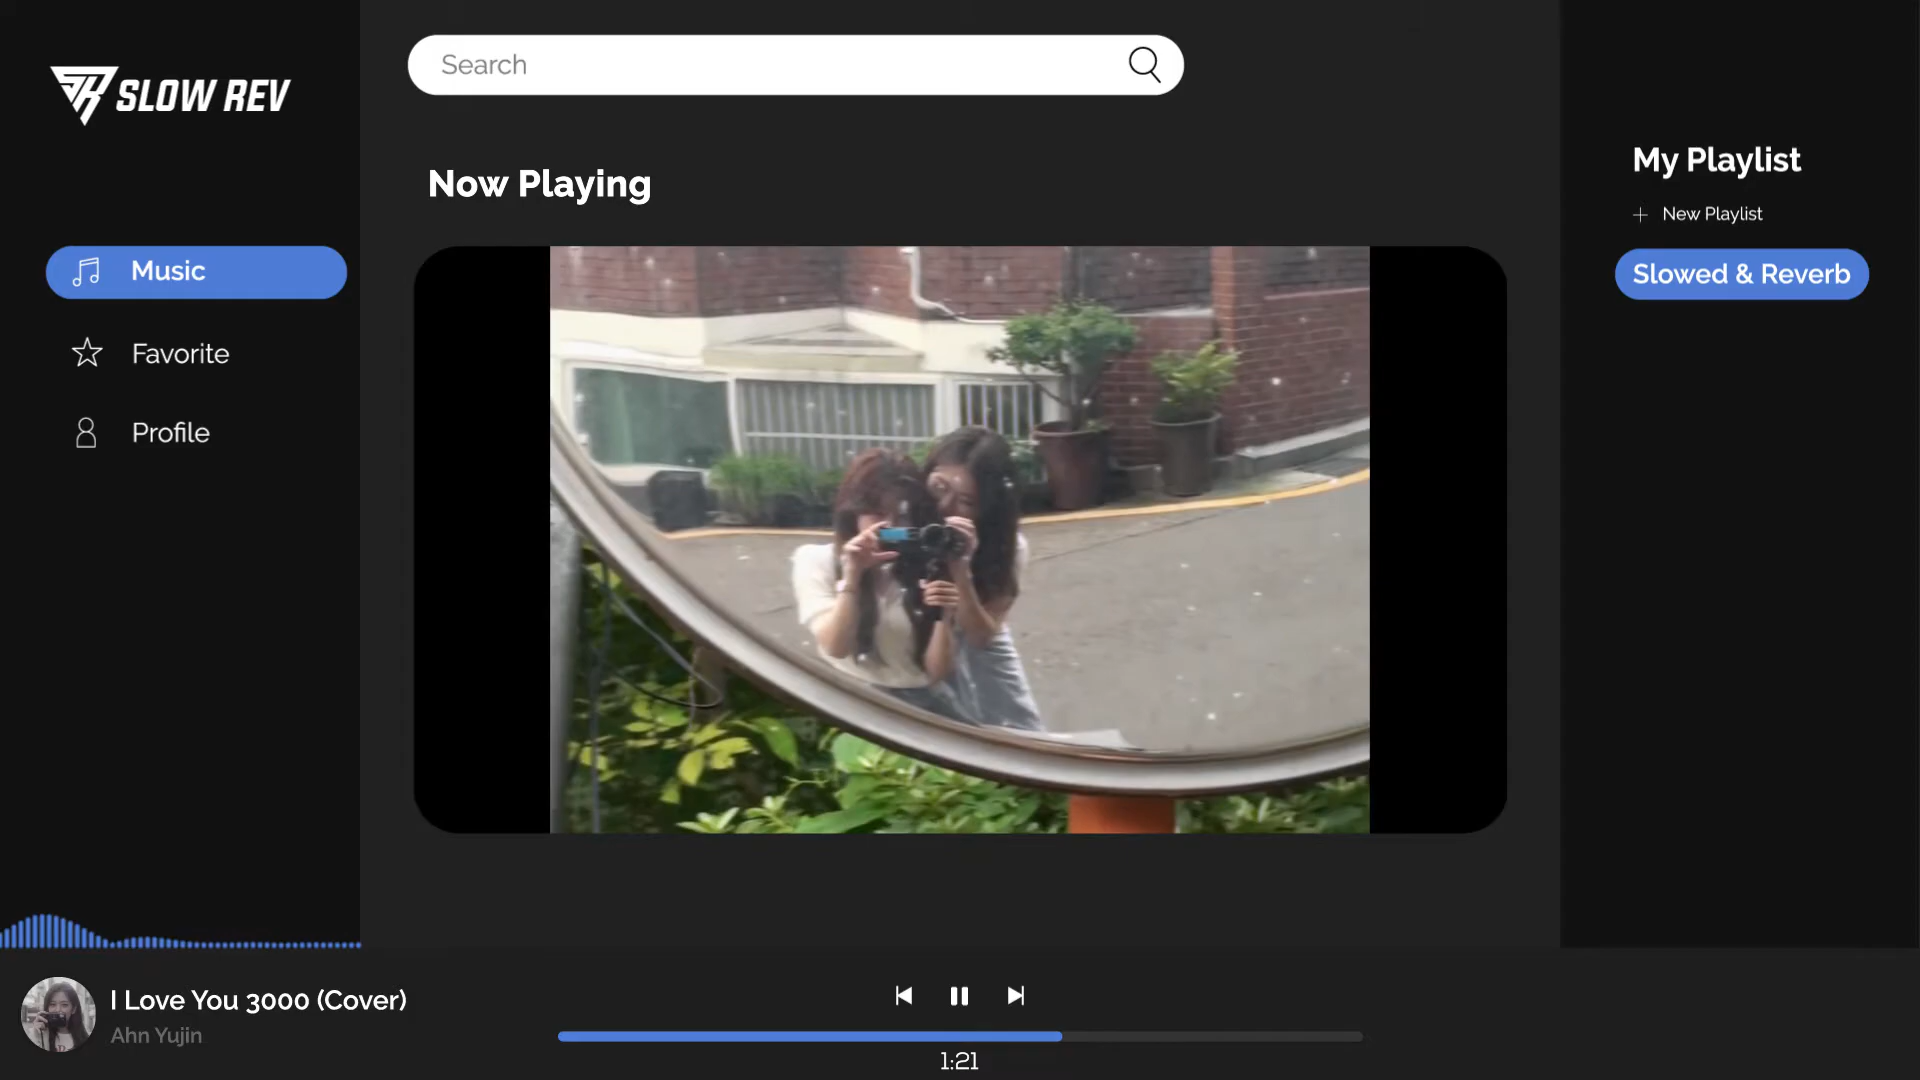 SLOW REV
Search
Now Playing
Music
Favorite
Profile
My Playlist
+ New Playlist
Slowed & Reverb
I Love You 3000 (Cover)
Ahn Yujin
1:21